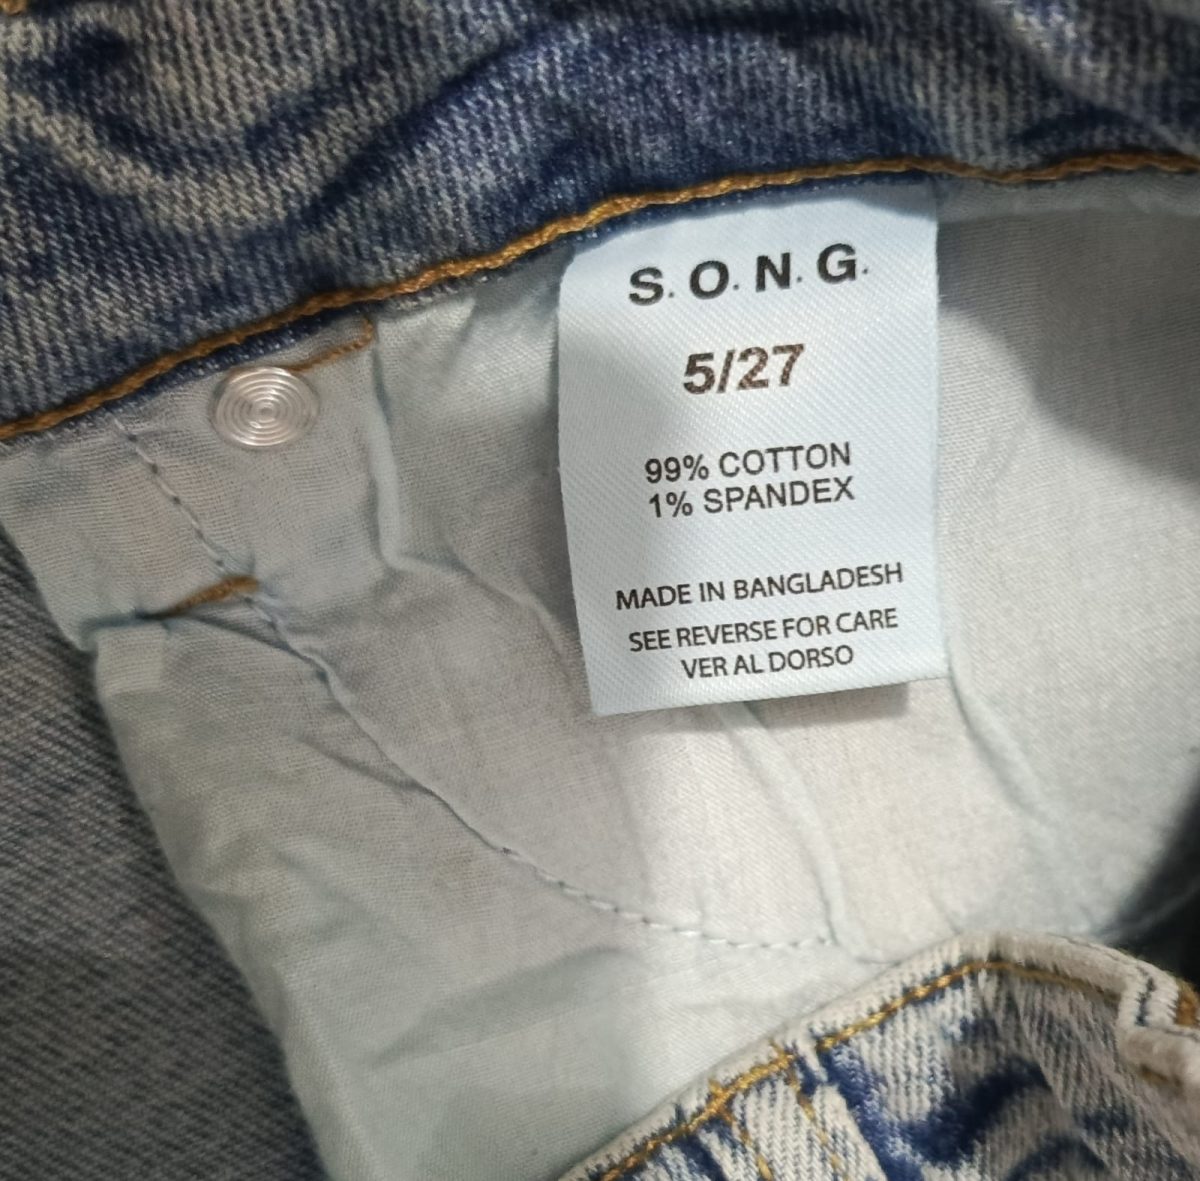 S. O. N. G.
5/27
99% COTTON
1% SPANDEX
MADE IN BANGLADESH
SEE REVERSE FOR CARE
VER AL DORSO